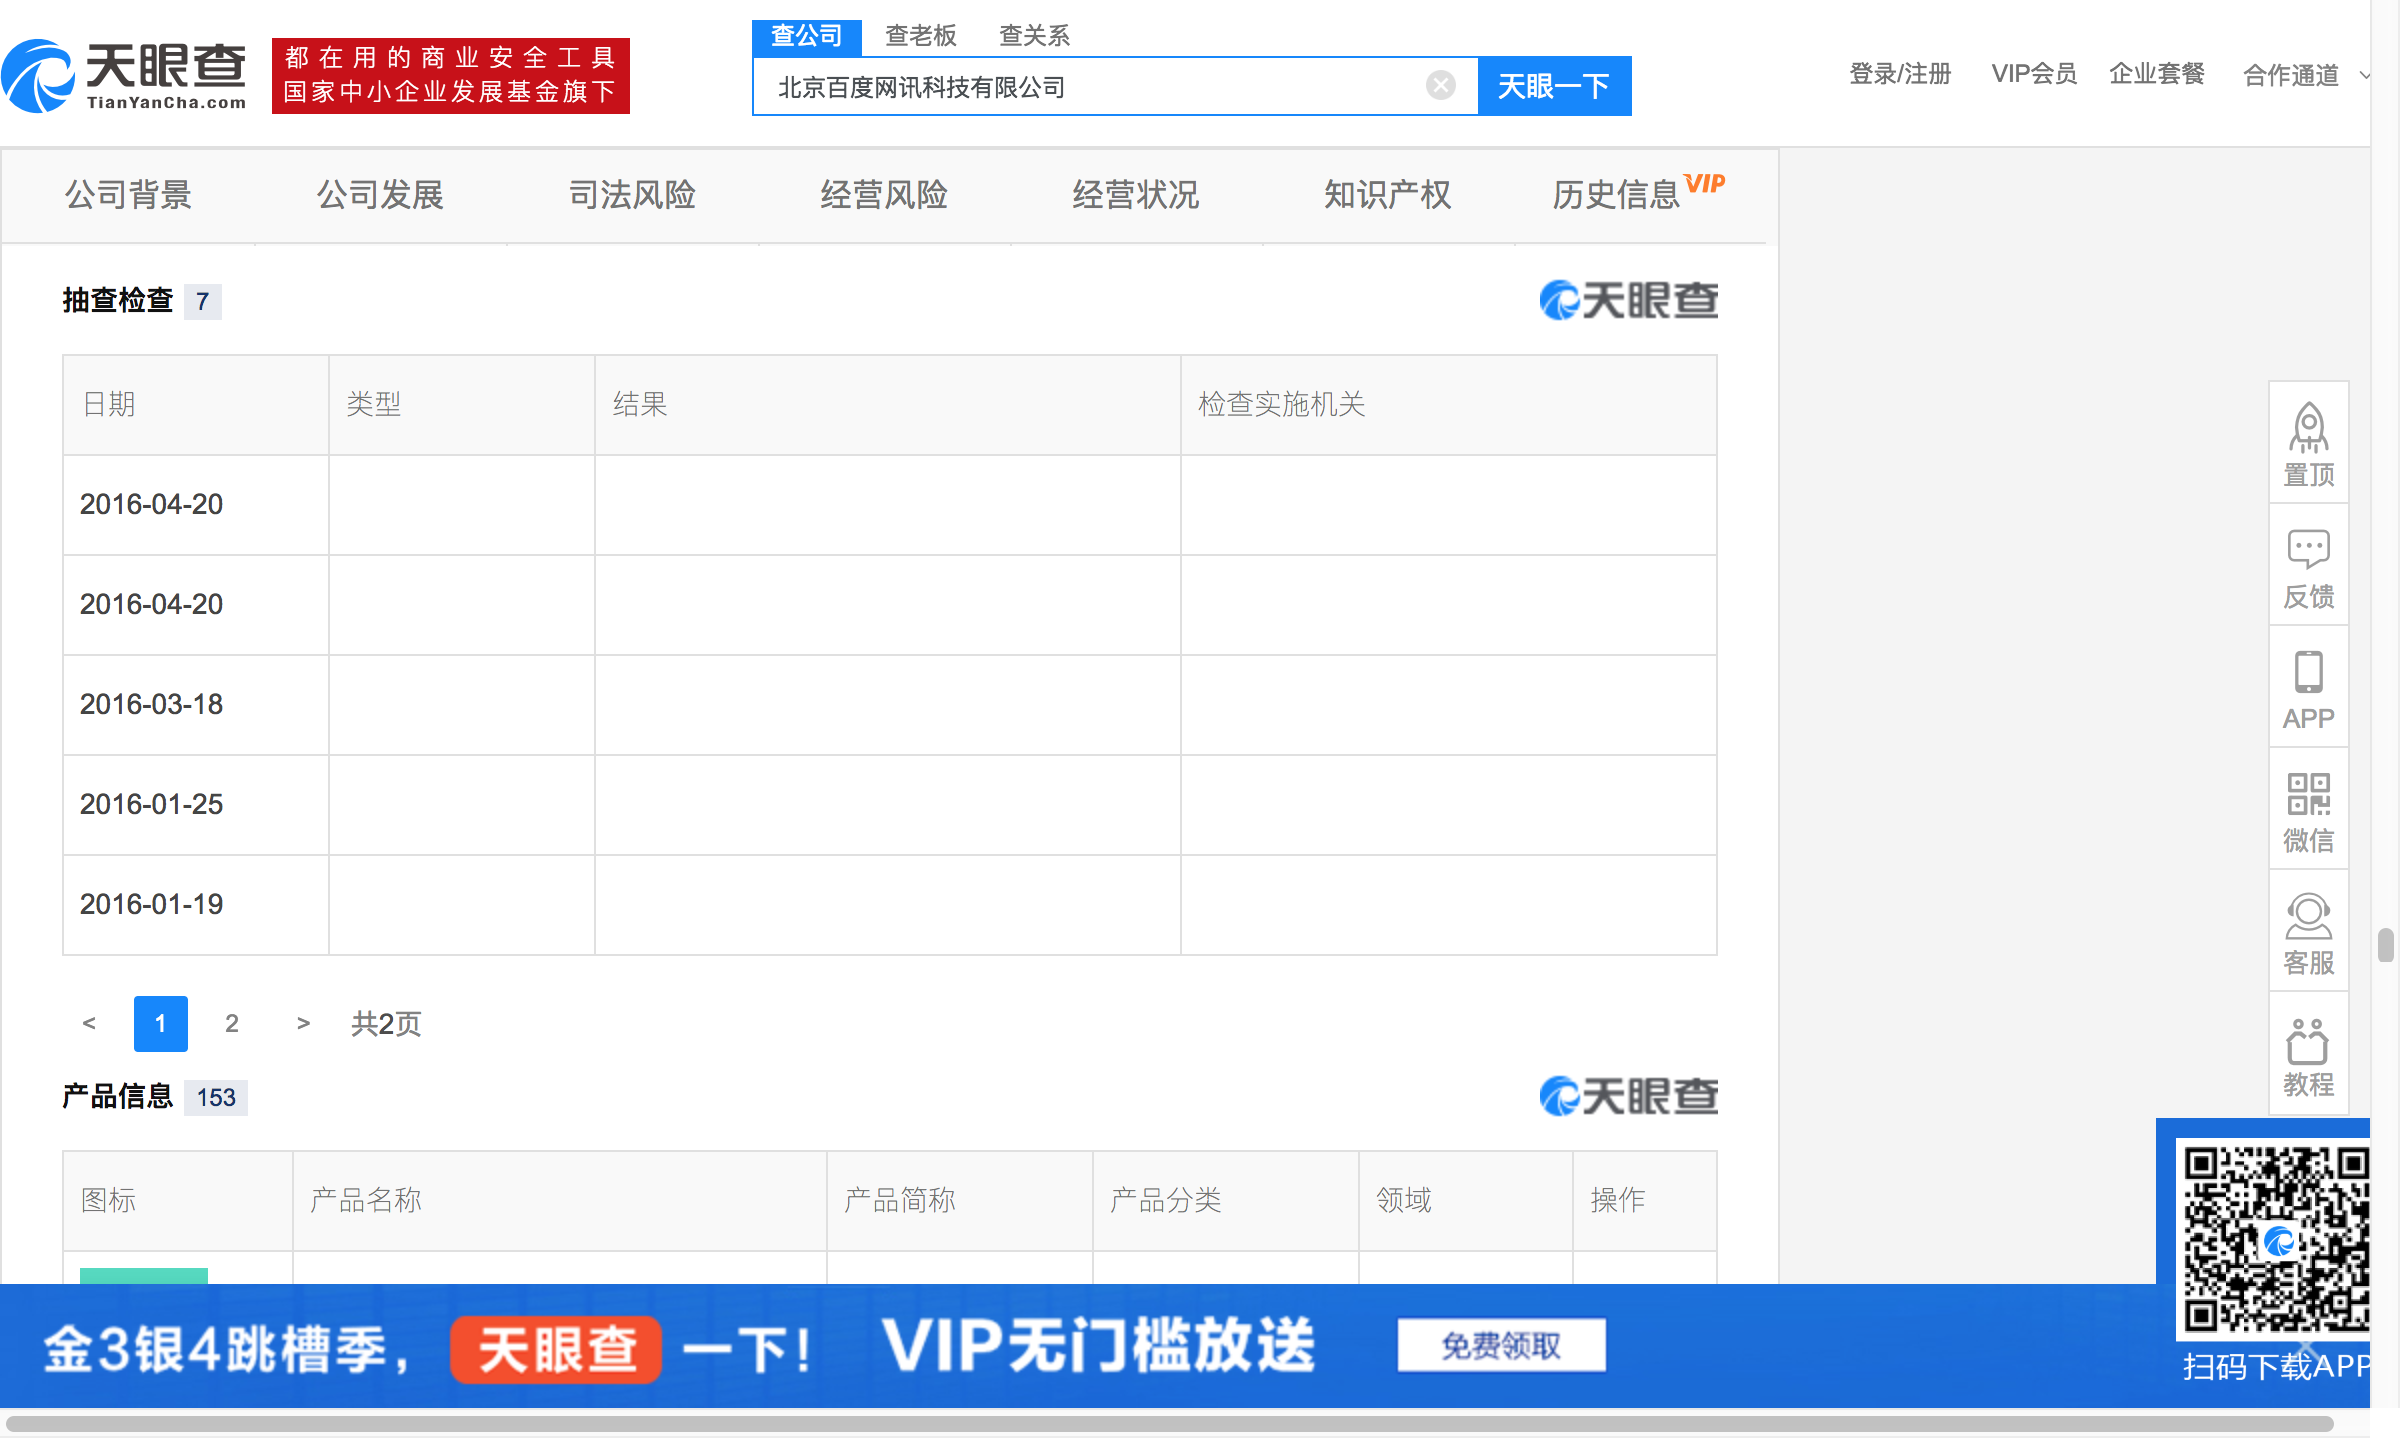 天眼查
TianYanCha.com
都在用的商业安全工具
国家中小企业发展基金旗下
查公司 查老板 查关系
北京百度网讯科技有限公司
天眼一下
登录/注册 VIP会员 企业套餐 合作通道
公司背景 公司发展 司法风险 经营风险 经营状况 知识产权 历史信息 VIP
抽查检查 7
天眼查
日期 类型 结果 检查实施机关
2016-04-20
2016-04-20
2016-03-18
2016-01-25
2016-01-19
< 1 2 > 共2页
产品信息 153
天眼查
图标 产品名称 产品简称 产品分类 领域 操作
置顶
反馈
APP
微信
客服
教程
金3银4跳槽季，天眼查一下！ VIP无门槛放送
免费领取
扫码下载APP